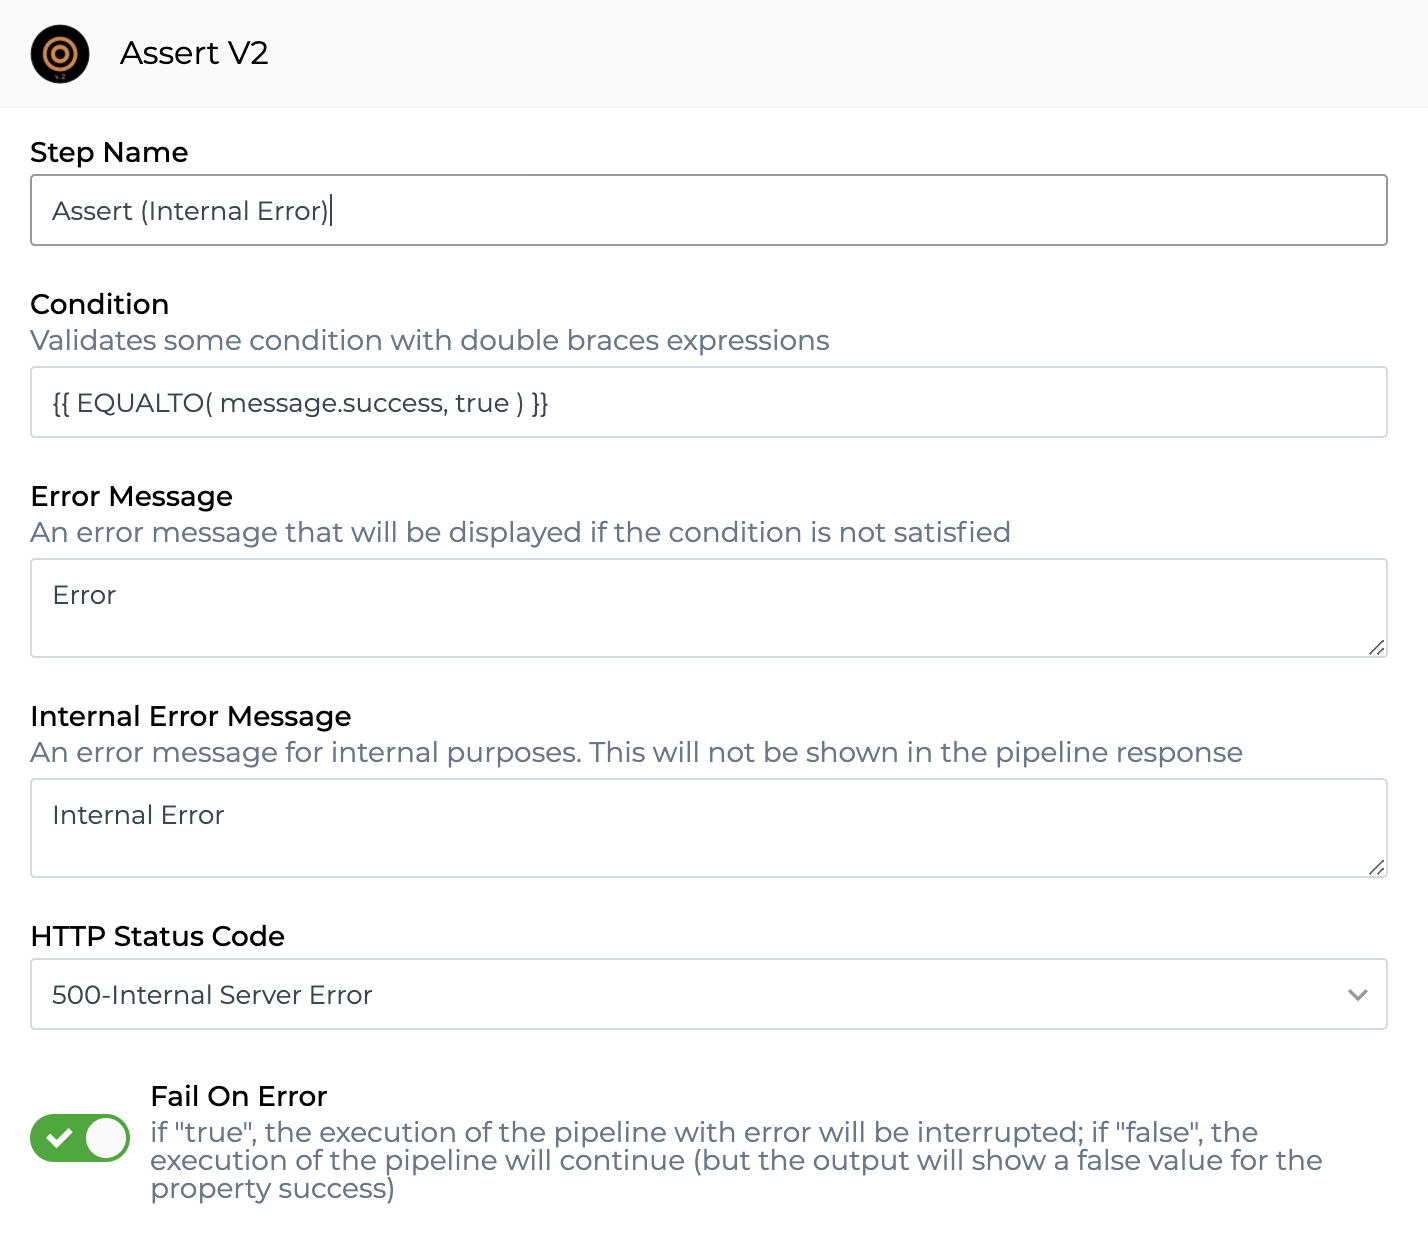 v. 2
Assert V2
Step Name
Assert (Internal Error)
Condition
Validates some condition with double braces expressions
{{ EQUALTO( message.success, true ) }}
Error Message
An error message that will be displayed if the condition is not satisfied
Error
Internal Error Message
An error message for internal purposes. This will not be shown in the pipeline response
Internal Error
HTTP Status Code
500-Internal Server Error
Fail On Error
if "true", the execution of the pipeline with error will be interrupted; if "false", the
execution of the pipeline will continue (but the output will show a false value for the
property success)